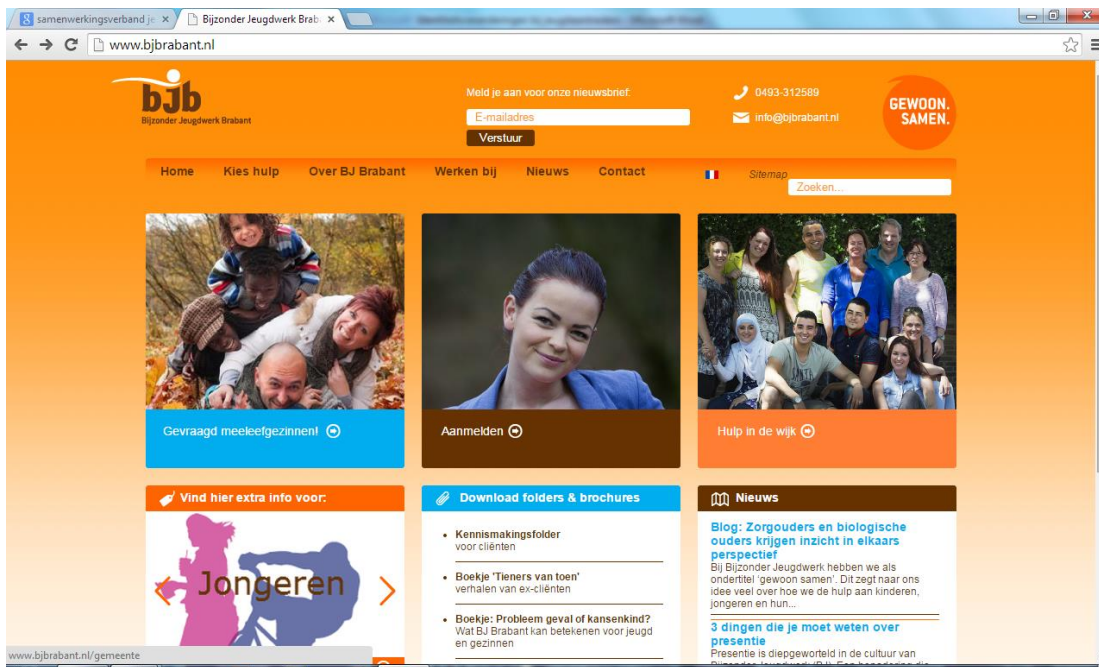 samenwerkingsverband je
Bijzonder Jeugdwerk Brab
www.bjbrabant.nl
bjb
Bijzonder Jeugdwerk Brabant
Meld je aan voor onze nieuwsbrief:
E-mailadres
Verstuur
0493-312589
info@bjbrabant.nl
GEWOON.
SAMEN.
Home Kies hulp Over BJ Brabant Werken bij Nieuws Contact
Sitemap
Zoeken...
Gevraagd meeleefgezinnen!
Aanmelden
Hulp in de wijk
Vind hier extra info voor:
Jongeren
Download folders & brochures
Kennismakingsfolder
voor cliënten
Boekje 'Tieners van toen'
verhalen van ex-cliënten
Boekje: Probleem geval of kansenkind?
Wat BJ Brabant kan betekenen voor jeugd
en gezinnen
Nieuws
Blog: Zorgouders en biologische
ouders krijgen inzicht in elkaars
perspectief
Bij Bijzonder Jeugdwerk hebben we als
ondertitel 'gewoon samen'. Dit zegt naar ons
idee veel over hoe we de hulp aan kinderen,
jongeren en hun...
3 dingen die je moet weten over
presentie
Presentie is diepgeworteld in de cultuur van
www.bjbrabant.nl/gemeente